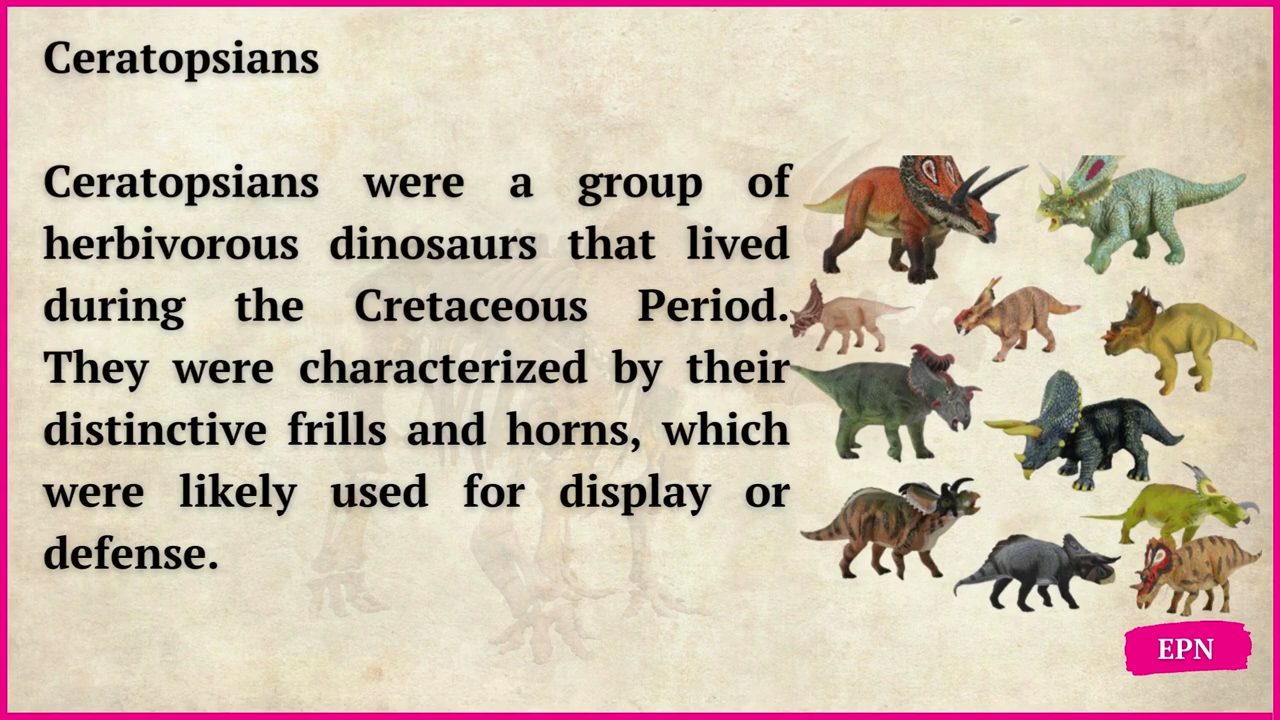 Ceratopsians
Ceratopsians were a group of
herbivorous dinosaurs that lived
during the Cretaceous Period.
They were characterized by their
distinctive frills and horns, which
were likely used for display or
defense.
EPN